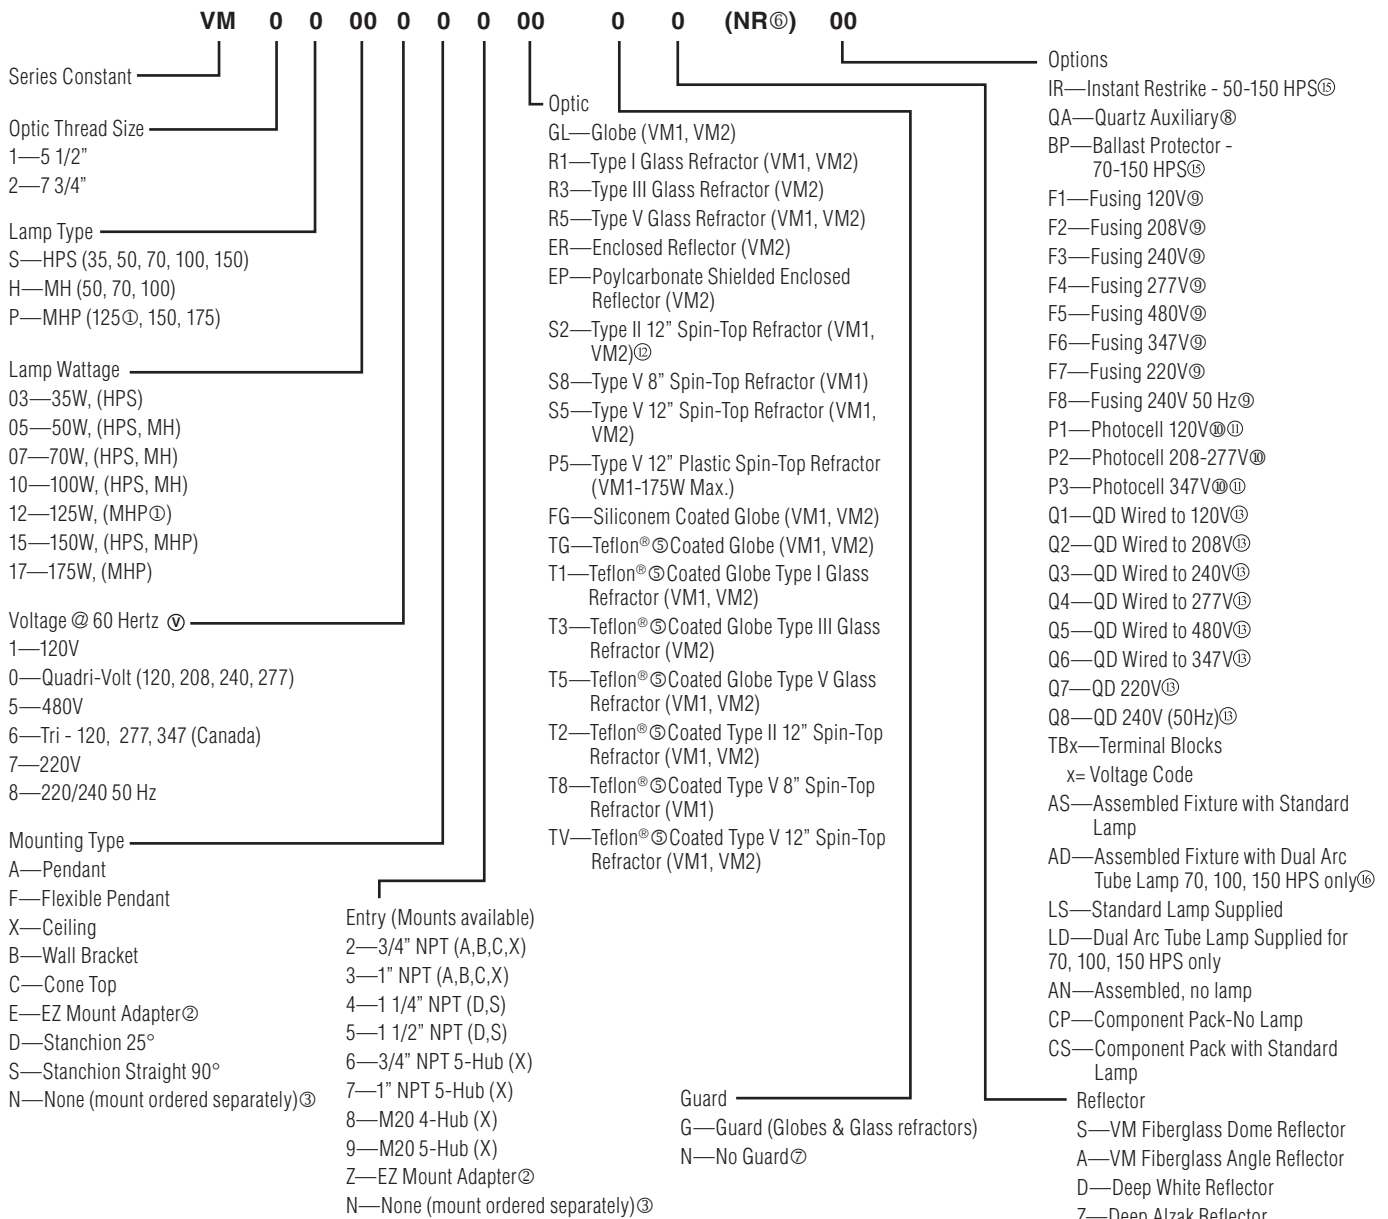 VM 0 0 00 0 0 0 00 0 0 (NR⑥) 00
Series Constant
Optic Thread Size
1—5 1/2”
2—7 3/4”
Lamp Type
S—HPS (35, 50, 70, 100, 150)
H—MH (50, 70, 100)
P—MHP (125①, 150, 175)
Lamp Wattage
03—35W, (HPS)
05—50W, (HPS, MH)
07—70W, (HPS, MH)
10—100W, (HPS, MH)
12—125W, (MHP①)
15—150W, (HPS, MHP)
17—175W, (MHP)
Voltage @ 60 Hertz Ⓥ
1—120V
0—Quadri-Volt (120, 208, 240, 277)
5—480V
6—Tri - 120, 277, 347 (Canada)
7—220V
8—220/240 50 Hz
Mounting Type
A—Pendant
F—Flexible Pendant
X—Ceiling
B—Wall Bracket
C—Cone Top
E—EZ Mount Adapter②
D—Stanchion 25°
S—Stanchion Straight 90°
N—None (mount ordered separately)③
Entry (Mounts available)
2—3/4” NPT (A,B,C,X)
3—1” NPT (A,B,C,X)
4—1 1/4” NPT (D,S)
5—1 1/2” NPT (D,S)
6—3/4” NPT 5-Hub (X)
7—1” NPT 5-Hub (X)
8—M20 4-Hub (X)
9—M20 5-Hub (X)
Z—EZ Mount Adapter②
N—None (mount ordered separately)③
Optic
GL—Globe (VM1, VM2)
R1—Type I Glass Refractor (VM1, VM2)
R3—Type III Glass Refractor (VM2)
R5—Type V Glass Refractor (VM1, VM2)
ER—Enclosed Reflector (VM2)
EP—Poylcarbonate Shielded Enclosed
Reflector (VM2)
S2—Type II 12” Spin-Top Refractor (VM1,
VM2)⑫
S8—Type V 8” Spin-Top Refractor (VM1)
S5—Type V 12” Spin-Top Refractor (VM1,
VM2)
P5—Type V 12” Plastic Spin-Top Refractor
(VM1-175W Max.)
FG—Siliconem Coated Globe (VM1, VM2)
TG—Teflon®⑤Coated Globe (VM1, VM2)
T1—Teflon®⑤Coated Globe Type I Glass
Refractor (VM1, VM2)
T3—Teflon®⑤Coated Globe Type III Glass
Refractor (VM2)
T5—Teflon®⑤Coated Globe Type V Glass
Refractor (VM1, VM2)
T2—Teflon®⑤Coated Type II 12” Spin-Top
Refractor (VM1, VM2)
T8—Teflon®⑤Coated Type V 8” Spin-Top
Refractor (VM1)
TV—Teflon®⑤Coated Type V 12” Spin-Top
Refractor (VM1, VM2)
Guard
G—Guard (Globes & Glass refractors)
N—No Guard⑦
Options
IR—Instant Restrike - 50-150 HPS⑮
QA—Quartz Auxiliary⑧
BP—Ballast Protector -
70-150 HPS⑮
F1—Fusing 120V⑨
F2—Fusing 208V⑨
F3—Fusing 240V⑨
F4—Fusing 277V⑨
F5—Fusing 480V⑨
F6—Fusing 347V⑨
F7—Fusing 220V⑨
F8—Fusing 240V 50 Hz⑨
P1—Photocell 120V⑩⑪
P2—Photocell 208-277V⑩
P3—Photocell 347V⑩⑪
Q1—QD Wired to 120V⑬
Q2—QD Wired to 208V⑬
Q3—QD Wired to 240V⑬
Q4—QD Wired to 277V⑬
Q5—QD Wired to 480V⑬
Q6—QD Wired to 347V⑬
Q7—QD 220V⑬
Q8—QD 240V (50Hz)⑬
TBx—Terminal Blocks
x= Voltage Code
AS—Assembled Fixture with Standard
Lamp
AD—Assembled Fixture with Dual Arc
Tube Lamp 70, 100, 150 HPS only⑯
LS—Standard Lamp Supplied
LD—Dual Arc Tube Lamp Supplied for
70, 100, 150 HPS only
AN—Assembled, no lamp
CP—Component Pack-No Lamp
CS—Component Pack with Standard
Lamp
Reflector
S—VM Fiberglass Dome Reflector
A—VM Fiberglass Angle Reflector
D—Deep White Reflector
Z—Deep Alzak Reflector